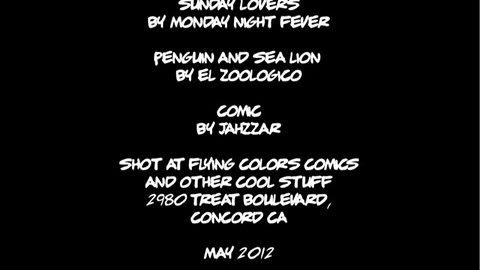 SUNDAY LOVERS
BY MONDAY NIGHT FEVER
PENGUIN AND SEA LION
BY EL ZOOLOGICO
COMIC
BY JAHZZAR
SHOT AT FLYING COLORS COMICS
AND OTHER COOL STUFF
2980 TREAT BOULEVARD,
CONCORD CA
MAY 2012